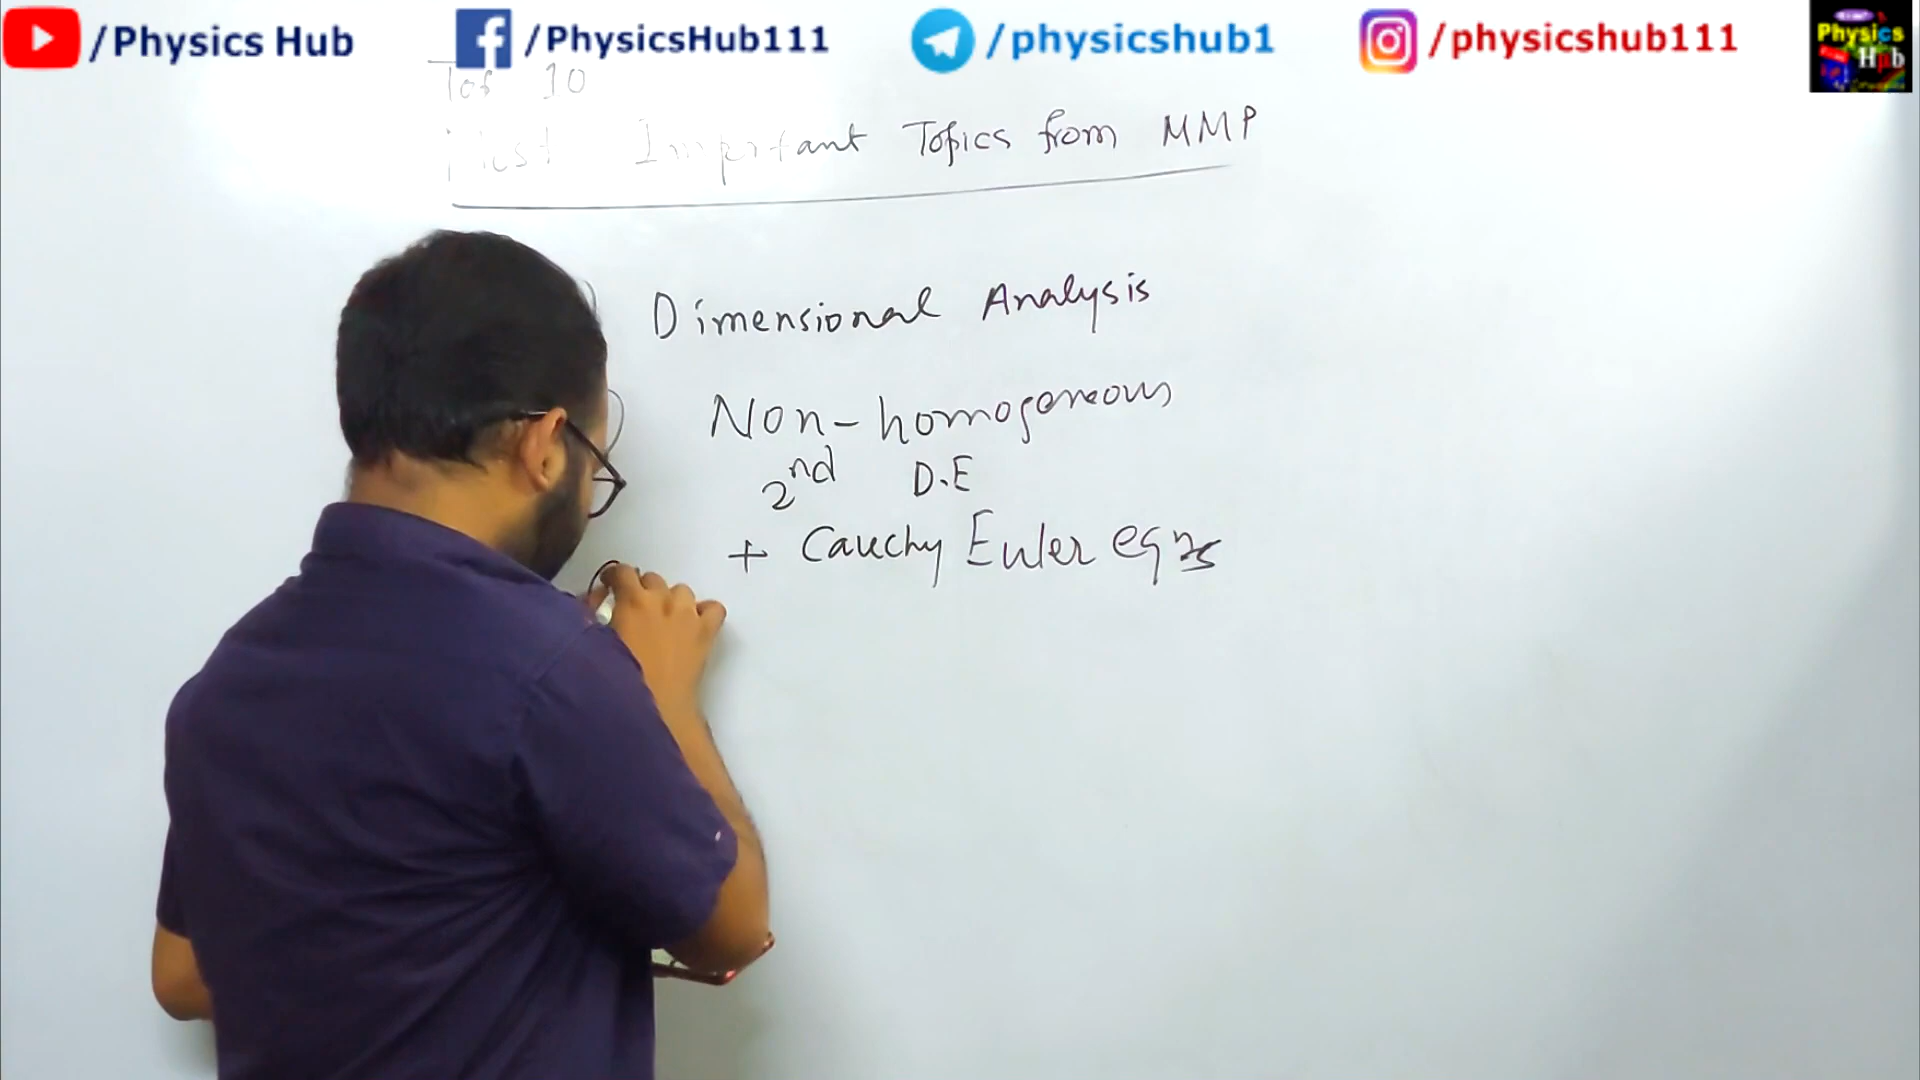 /Physics Hub
/PhysicsHub111
/physicshub1
/physicshub111
Physics
Hub
Top 10
Most Important Topics from MMP
Dimensional Analysis
Non-homogeneous
2nd D.E
+ Cauchy Euler eqns